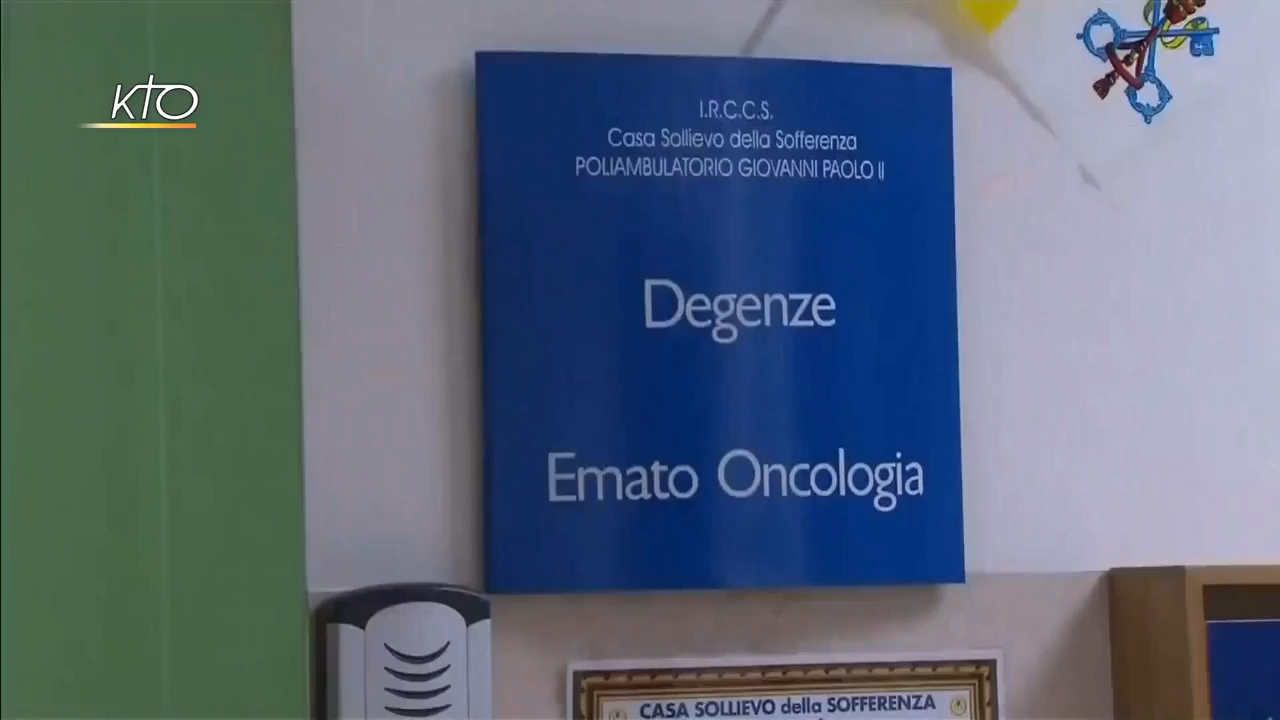 KTO
I.R.C.C.S.
Casa Sollievo della Sofferenza
POLIAMBULATORIO GIOVANNI PAOLO II
Degenze
Emato Oncologia
CASA SOLLIEVO della SOFFERENZA